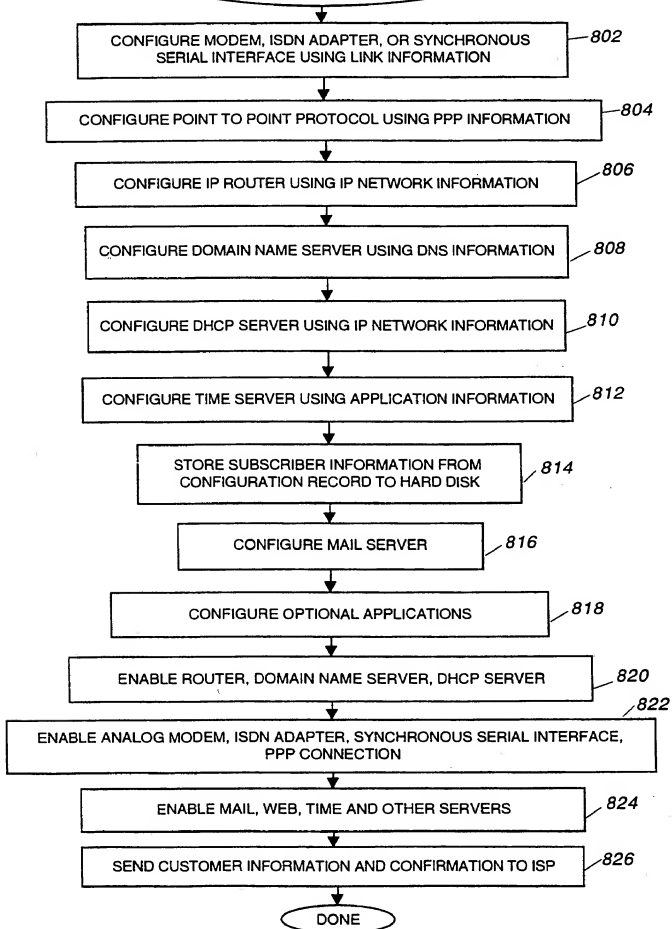 CONFIGURE MODEM, ISDN ADAPTER, OR SYNCHRONOUS
SERIAL INTERFACE USING LINK INFORMATION
802
CONFIGURE POINT TO POINT PROTOCOL USING PPP INFORMATION
804
CONFIGURE IP ROUTER USING IP NETWORK INFORMATION
806
CONFIGURE DOMAIN NAME SERVER USING DNS INFORMATION
808
CONFIGURE DHCP SERVER USING IP NETWORK INFORMATION
810
CONFIGURE TIME SERVER USING APPLICATION INFORMATION
812
STORE SUBSCRIBER INFORMATION FROM
CONFIGURATION RECORD TO HARD DISK
814
CONFIGURE MAIL SERVER
816
CONFIGURE OPTIONAL APPLICATIONS
818
ENABLE ROUTER, DOMAIN NAME SERVER, DHCP SERVER
820
822
ENABLE ANALOG MODEM, ISDN ADAPTER, SYNCHRONOUS SERIAL INTERFACE,
PPP CONNECTION
ENABLE MAIL, WEB, TIME AND OTHER SERVERS
824
SEND CUSTOMER INFORMATION AND CONFIRMATION TO ISP
826
DONE